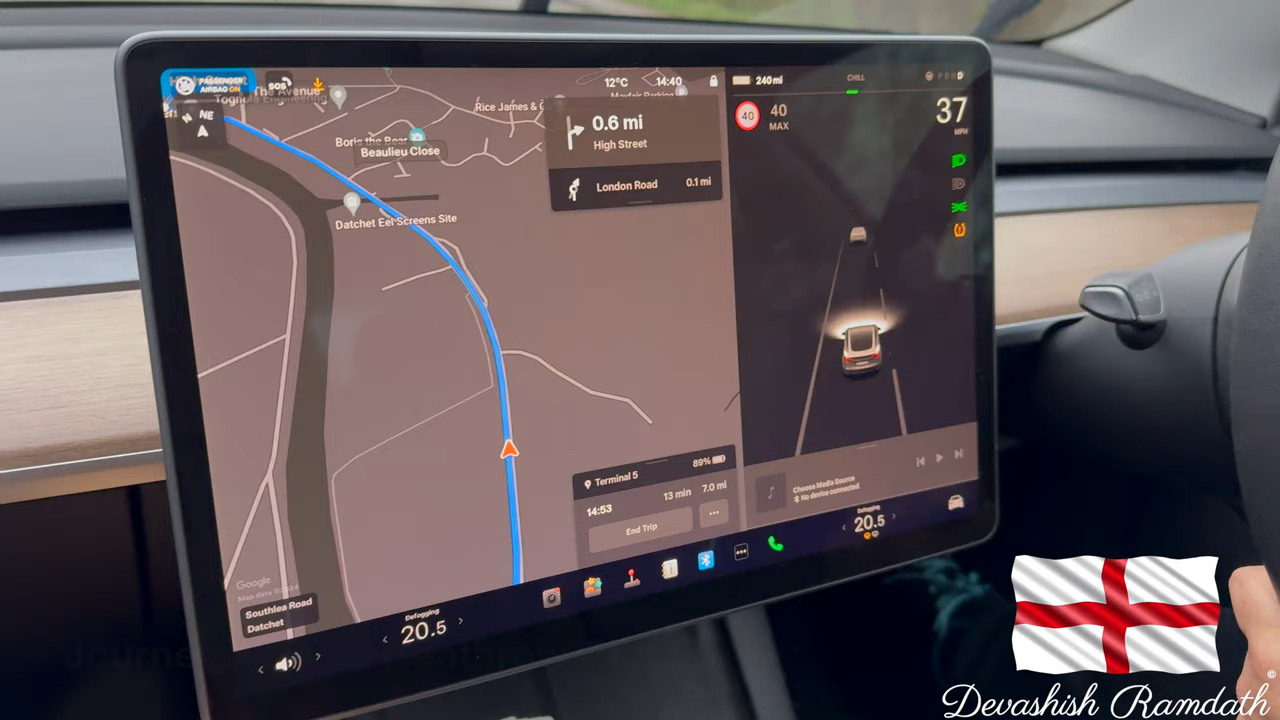 PASSENGER
AIRBAG ON
SOS
The Avenue
NE
12°C
14:40
Rice James &
Boris the Bear
Beaulieu Close
Datchet Eel Screens Site
0.6 mi
High Street
London Road
0.1 mi
240 mi
CHILL
P R N D
40
40
MAX
37
MPH
Terminal 5
89%
14:53
13 min
7.0 mi
End Trip
Choose Media Source
No device connected
Google
Southlea Road
Datchet
Defogging
20.5
Defogging
20.5
©
Devashish Ramdath